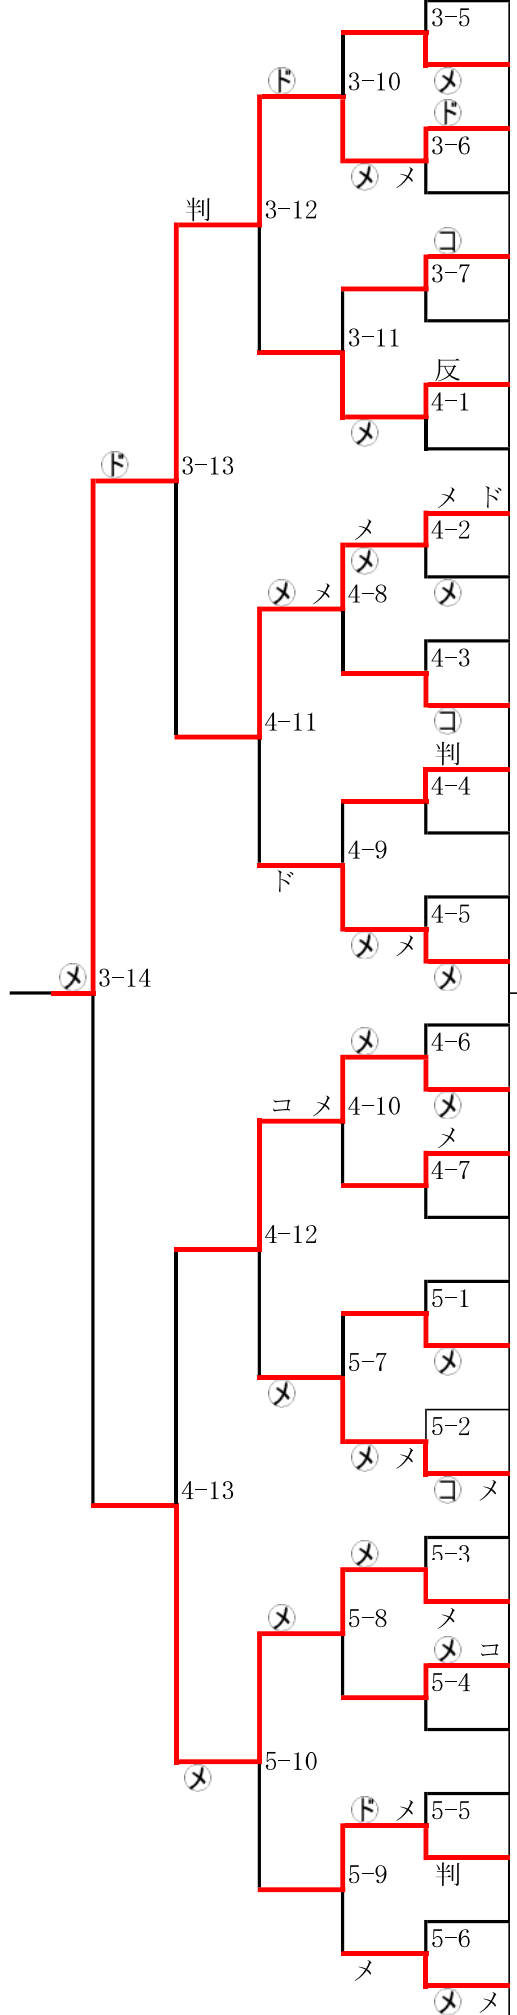 3-5
㋱
3-10
㋣゙
㋣゙
3-6
㋱ メ
判
3-12
㋙
3-7
3-11
反
4-1
㋱
㋣゙
3-13
メ ド
4-2
メ
㋱
㋱ メ
4-8
㋱
4-3
4-11
㋙
判
4-4
4-9
ド
4-5
㋱ メ
㋱
㋱
3-14
㋱
4-6
コ メ
4-10
㋱
メ
4-7
4-12
5-1
5-7
㋱
㋱
5-2
㋱ メ
4-13
㋙ メ
㋱
5-3
㋱
5-8
メ
㋱ コ
5-4
5-10
㋱
㋣゙ メ
5-5
5-9
判
5-6
メ
㋱ メ